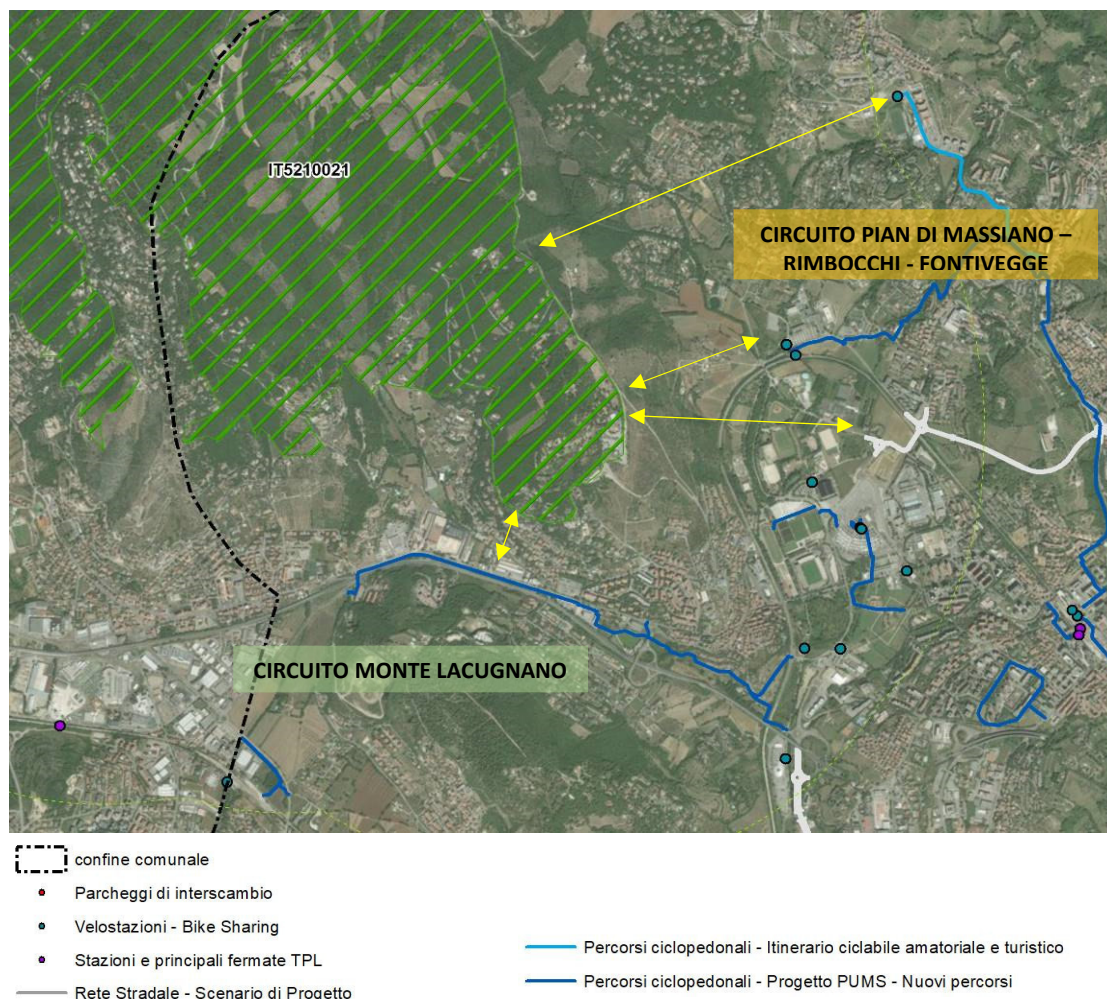 IT5210021
CIRCUITO PIAN DI MASSIANO –
RIMBOCCHI - FONTIVEGGE
CIRCUITO MONTE LACUGNANO
confine comunale
Parcheggi di interscambio
Velostazioni - Bike Sharing
Stazioni e principali fermate TPL
Rete Stradale - Scenario di Progetto
Percorsi ciclopedonali - Itinerario ciclabile amatoriale e turistico
Percorsi ciclopedonali - Progetto PUMS - Nuovi percorsi